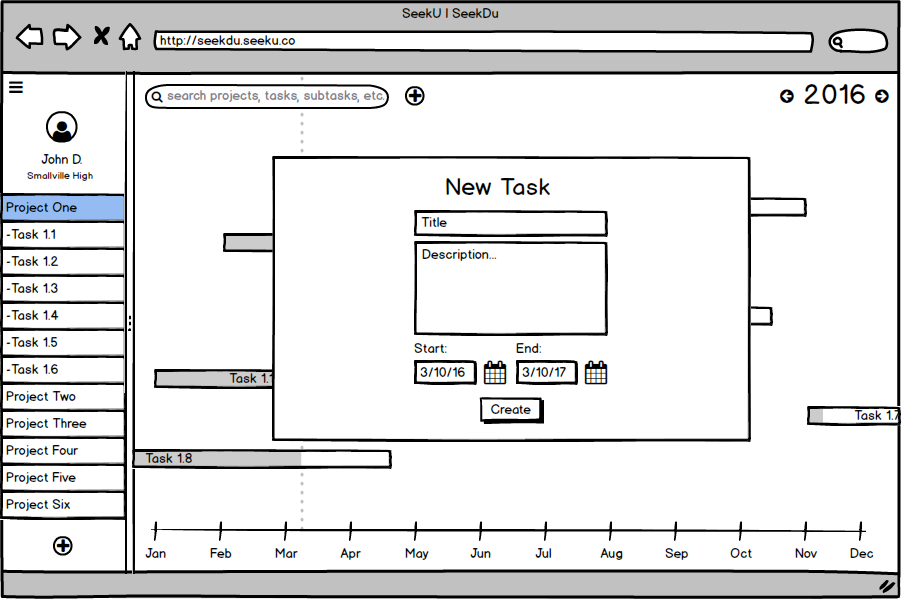 SeekU | SeekDu
http://seekdu.seeku.co
search projects, tasks, subtasks, etc.
2016
John D.
Smallville High
Project One
-Task 1.1
-Task 1.2
-Task 1.3
-Task 1.4
-Task 1.5
-Task 1.6
Project Two
Project Three
Project Four
Project Five
Project Six
New Task
Title
Description...
Start:
End:
3/10/16
3/10/17
Create
Task 1.1
Task 1.7
Task 1.8
Jan Feb Mar Apr May Jun Jul Aug Sep Oct Nov Dec